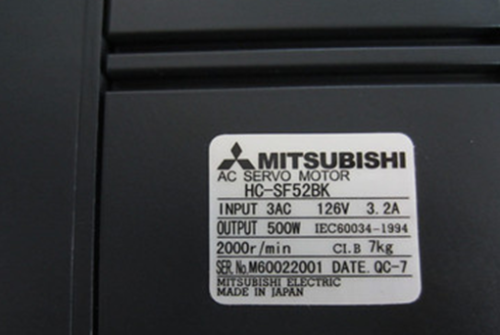 MITSUBISHI
AC SERVO MOTOR
HC-SF52BK
INPUT 3AC 126V 3.2A
OUTPUT 500W IEC60034-1994
2000r/min CI.B 7kg
SER.No.M60022001 DATE. QC-7
MITSUBISHI ELECTRIC
MADE IN JAPAN